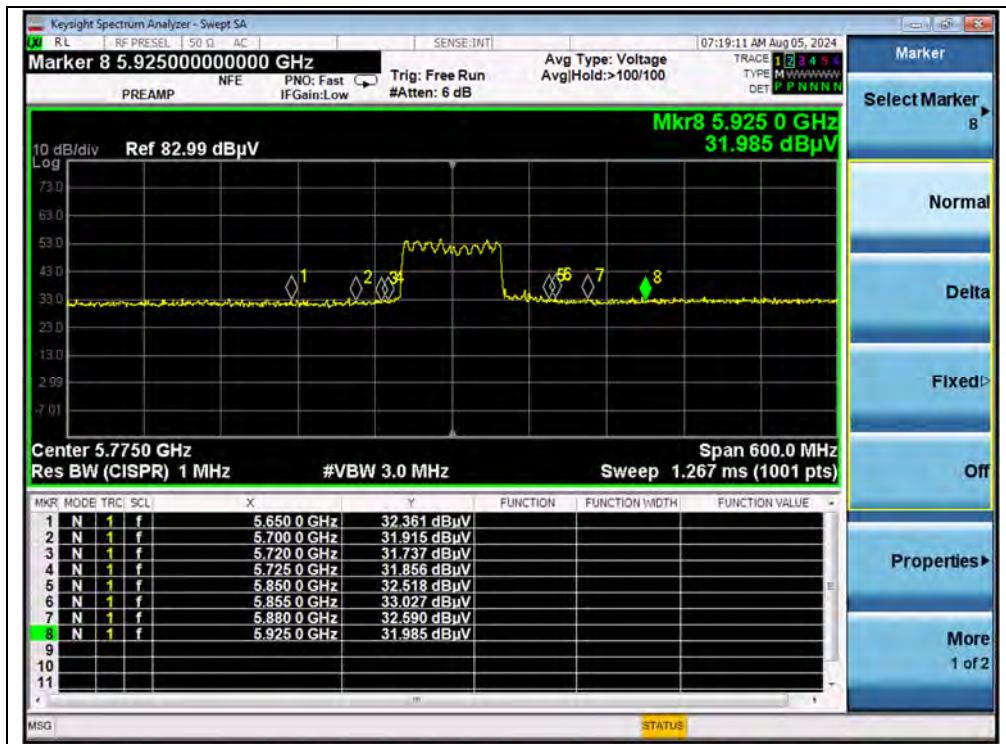 Keysight Spectrum Analyzer - Swept SA
RL RF PRESEL 50 Ω AC SENSE:INT 07:19:11 AM Aug 05, 2024
Marker 8 5.925000000000 GHz Avg Type: Voltage TRACE 1 2 3 4 5 6
NFE PNO: Fast Trig: Free Run Avg|Hold:>100/100 TYPE M W W W W W
PREAMP IFGain:Low #Atten: 6 dB DET P P N N N N
Mkr8 5.925 0 GHz
31.985 dBµV
10 dB/div Ref 82.99 dBµV
Log
73.0
63.0
53.0
43.0
33.0
23.0
13.0
2.99
-7.01
1 2 3 4 5 6 7 8
Center 5.7750 GHz Span 600.0 MHz
Res BW (CISPR) 1 MHz #VBW 3.0 MHz Sweep 1.267 ms (1001 pts)
MKR MODE TRC SCL X Y FUNCTION FUNCTION WIDTH FUNCTION VALUE
1 N 1 f 5.650 0 GHz 32.361 dBµV
2 N 1 f 5.700 0 GHz 31.915 dBµV
3 N 1 f 5.720 0 GHz 31.737 dBµV
4 N 1 f 5.725 0 GHz 31.856 dBµV
5 N 1 f 5.850 0 GHz 32.518 dBµV
6 N 1 f 5.855 0 GHz 33.027 dBµV
7 N 1 f 5.880 0 GHz 32.590 dBµV
8 N 1 f 5.925 0 GHz 31.985 dBµV
9
10
11
MSG STATUS
Marker
Select Marker
8
Normal
Delta
Fixed
Off
Properties
More
1 of 2